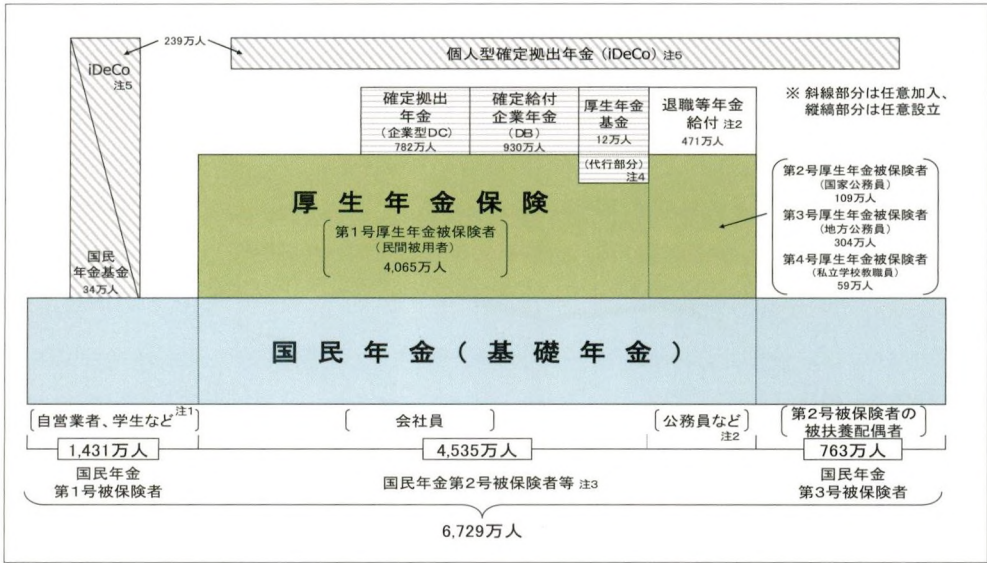 239万人
iDeCo
注5
個人型確定拠出年金(iDeCo) 注5
確定拠出
年金
(企業型DC)
782万人
確定給付
企業年金
(DB)
930万人
厚生年金
基金
12万人
(代行部分)
注4
退職等年金
給付 注2
471万人
※ 斜線部分は任意加入、
縦縞部分は任意設立
厚生年金保険
第1号厚生年金被保険者
(民間被用者)
4,065万人
第2号厚生年金被保険者
(国家公務員)
109万人
第3号厚生年金被保険者
(地方公務員)
304万人
第4号厚生年金被保険者
(私立学校教職員)
59万人
国民
年金基金
34万人
国民年金(基礎年金)
自営業者、学生など 注1
会社員
公務員など
注2
第2号被保険者の
被扶養配偶者
1,431万人
4,535万人
763万人
国民年金
第1号被保険者
国民年金第2号被保険者等 注3
国民年金
第3号被保険者
6,729万人